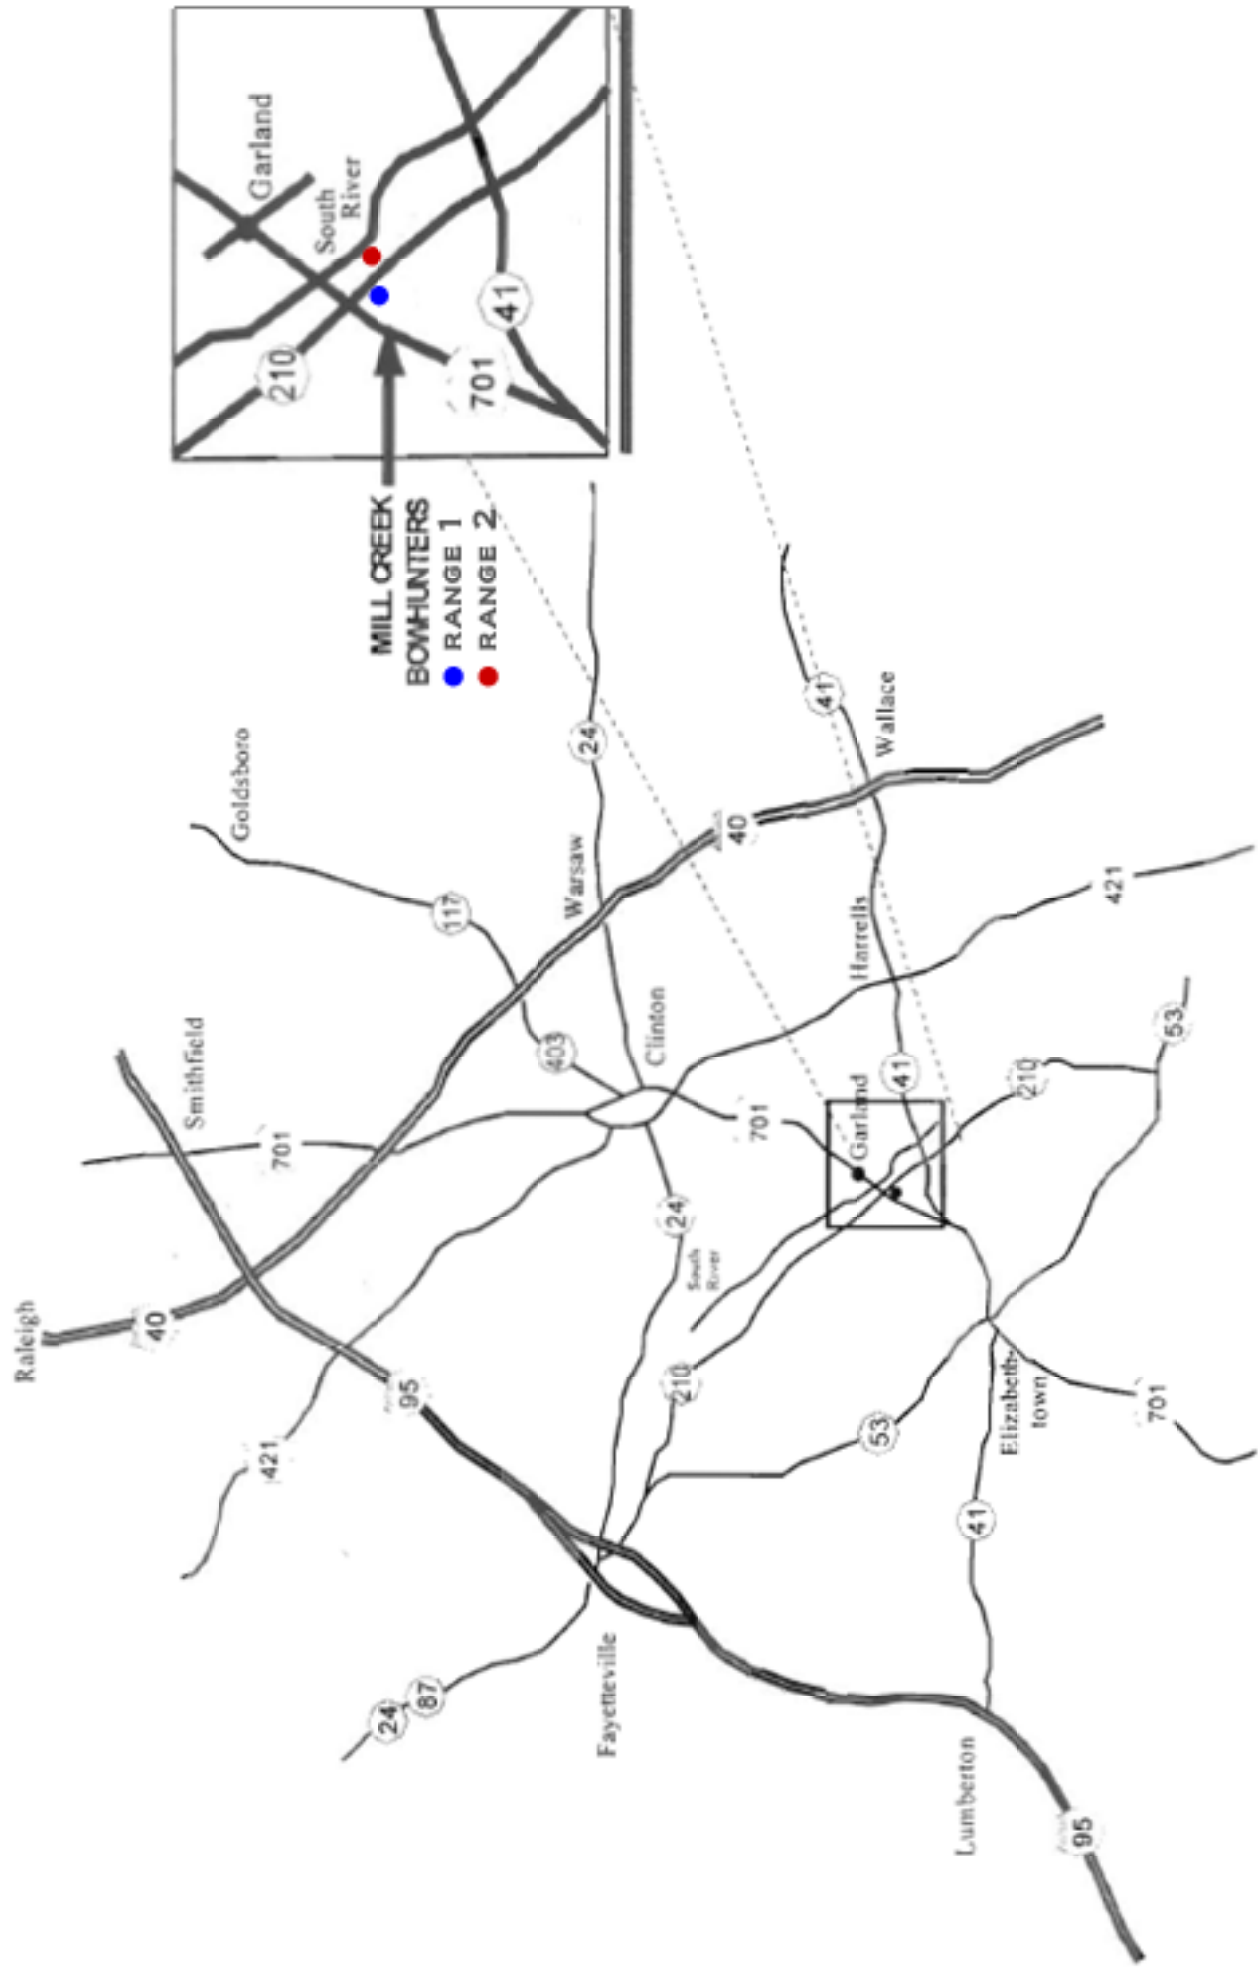 Raleigh
40
Smithfield
701
Goldsboro
117
421
95
403
Warsaw
24
Clinton
24
87
Fayetteville
24
South
River
210
701
40
41
Wallace
Harrells
Garland
41
53
210
421
53
Elizabeth-
town
41
701
Lumberton
95
MILL CREEK
BOWHUNTERS
RANGE 1
RANGE 2
Garland
South
River
210
701
41